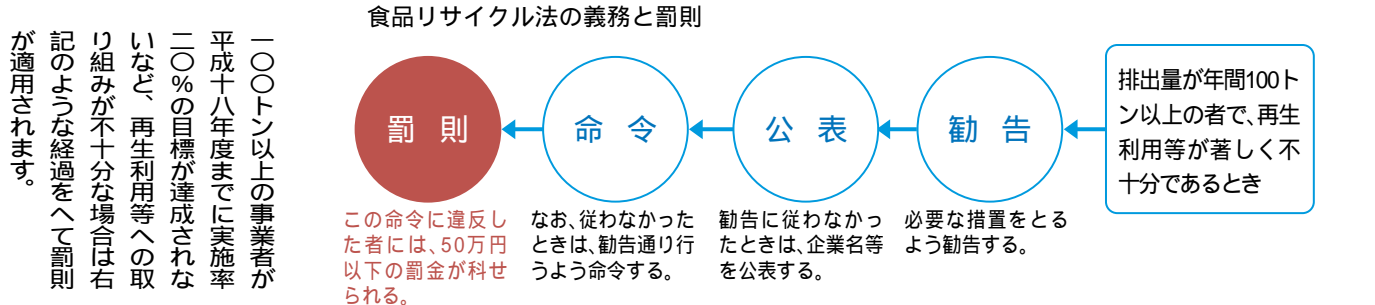 食品リサイクル法の義務と罰則
排出量が年間100ト
ン以上の者で、再生
利用等が著しく不
十分であるとき
勧 告
必要な措置をとる
よう勧告する。
公 表
勧告に従わなかっ
たときは、企業名等
を公表する。
命 令
なお、従わなかった
ときは、勧告通り行
うよう命令する。
罰 則
この命令に違反し
た者には、50万円
以下の罰金が科せ
られる。
一〇〇トン以上の事業者が
平成十八年度までに実施率
二〇%の目標が達成されな
いなど、再生利用等への取
り組みが不十分な場合は右
記のような経過をへて罰則
が適用されます。